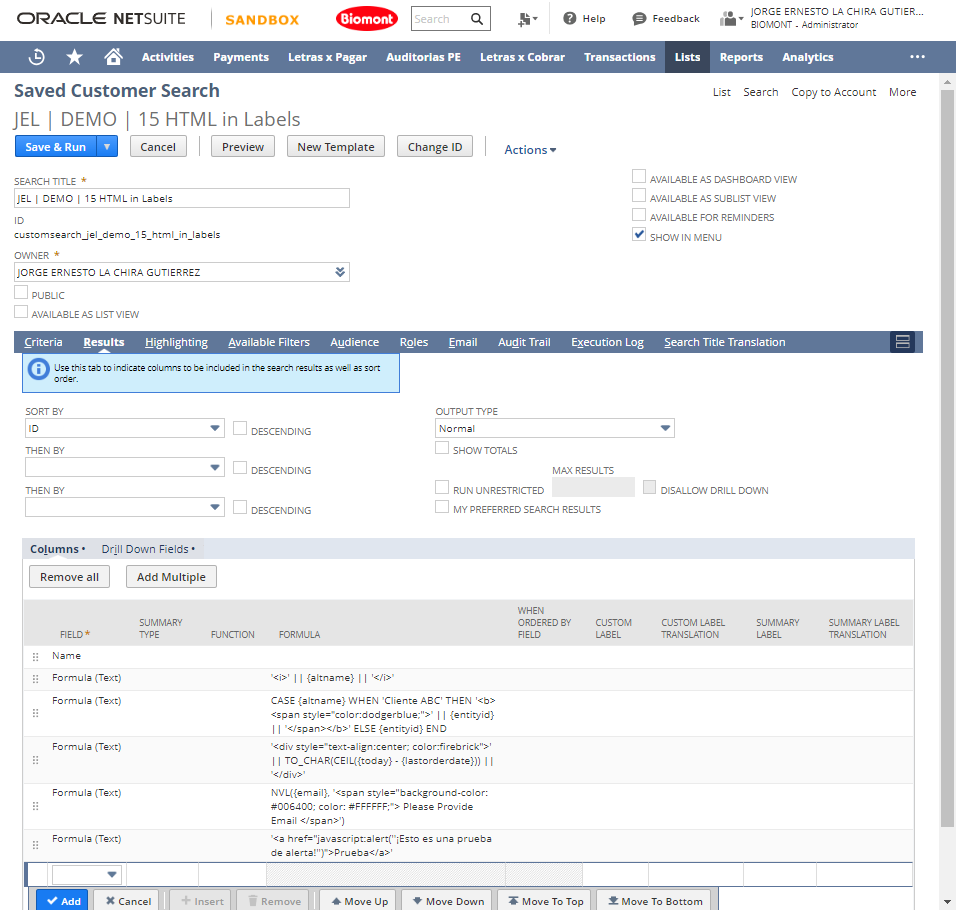 ORACLE NETSUITE SANDBOX Biomont Search Help Feedback JORGE ERNESTO LA CHIRA GUTIER...
BIOMONT - Administrator
Activities Payments Letras x Pagar Auditorias PE Letras x Cobrar Transactions Lists Reports Analytics
Saved Customer Search
List Search Copy to Account More
JEL | DEMO | 15 HTML in Labels
Save & Run Cancel Preview New Template Change ID Actions
SEARCH TITLE *
JEL | DEMO | 15 HTML in Labels
ID
customsearch_jel_demo_15_html_in_labels
OWNER *
JORGE ERNESTO LA CHIRA GUTIERREZ
PUBLIC
AVAILABLE AS LIST VIEW
AVAILABLE AS DASHBOARD VIEW
AVAILABLE AS SUBLIST VIEW
AVAILABLE FOR REMINDERS
SHOW IN MENU
Criteria Results Highlighting Available Filters Audience Roles Email Audit Trail Execution Log Search Title Translation
Use this tab to indicate columns to be included in the search results as well as sort
order.
SORT BY
ID
DESCENDING
THEN BY
DESCENDING
THEN BY
DESCENDING
OUTPUT TYPE
Normal
SHOW TOTALS
MAX RESULTS
RUN UNRESTRICTED DISALLOW DRILL DOWN
MY PREFERRED SEARCH RESULTS
Columns • Drill Down Fields •
Remove all Add Multiple
FIELD *
SUMMARY
TYPE
FUNCTION
FORMULA
WHEN
ORDERED BY
FIELD
CUSTOM
LABEL
CUSTOM LABEL
TRANSLATION
SUMMARY
LABEL
SUMMARY LABEL
TRANSLATION
Name
Formula (Text) '<i>' || {altname} || '</i>'
Formula (Text) CASE {altname} WHEN 'Cliente ABC' THEN '<b>
<span style="color:dodgerblue;">' || {entityid}
|| '</span></b>' ELSE {entityid} END
Formula (Text) '<div style="text-align:center; color:firebrick">'
|| TO_CHAR(CEIL({today} - {lastorderdate})) ||
'</div>'
Formula (Text) NVL({email}, '<span style="background-color:
#006400; color: #FFFFFF;"> Please Provide
Email </span>')
Formula (Text) '<a href="javascript:alert(''¡Esto es una prueba
de alerta!'')">Prueba</a>'
Add Cancel Insert Remove Move Up Move Down Move To Top Move To Bottom